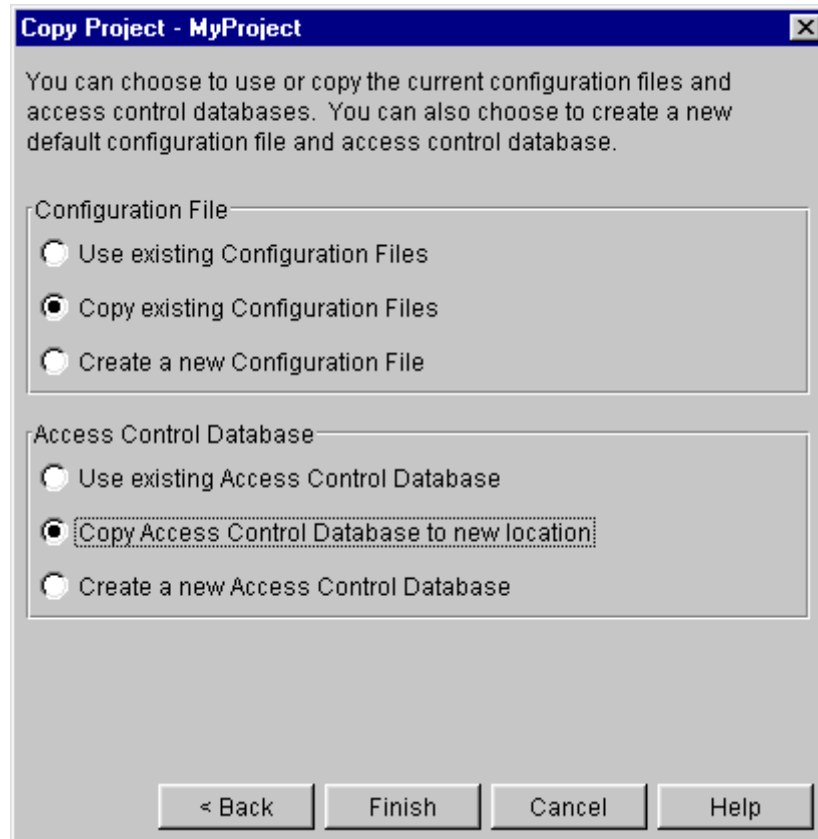 Copy Project - MyProject
You can choose to use or copy the current configuration files and
access control databases. You can also choose to create a new
default configuration file and access control database.
Configuration File
Use existing Configuration Files
Copy existing Configuration Files
Create a new Configuration File
Access Control Database
Use existing Access Control Database
Copy Access Control Database to new location
Create a new Access Control Database
< Back Finish Cancel Help